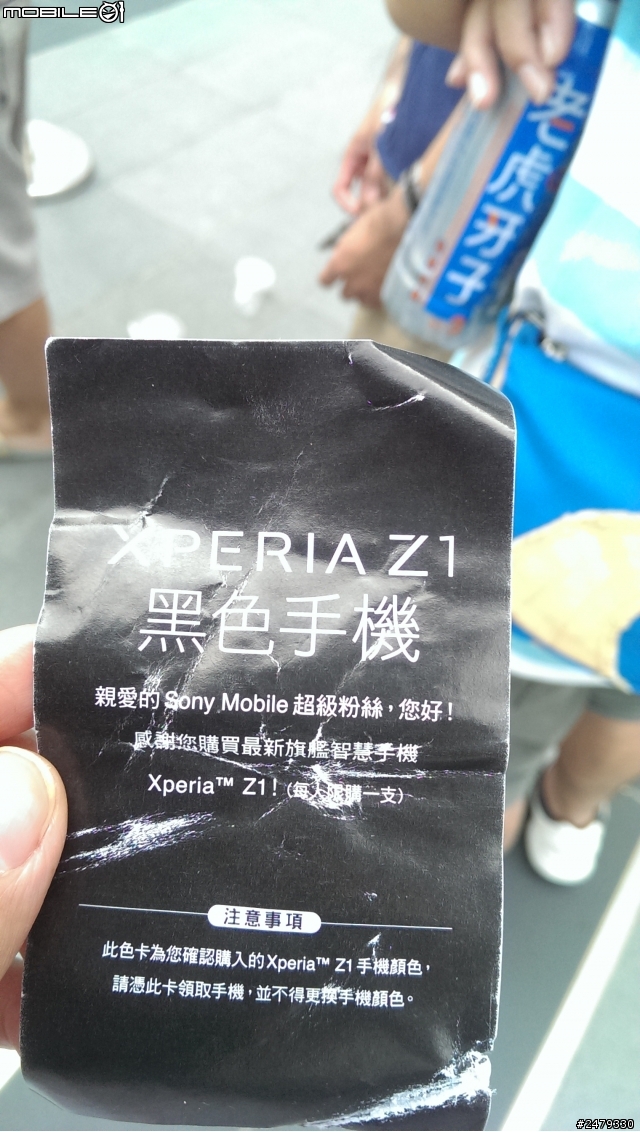 MOBILE01
老虎牙子
XPERIA Z1
黑色手機
親愛的 Sony Mobile 超級粉絲，您好！
感謝您購買最新旗艦智慧手機
Xperia™ Z1！（每人限購一支）
注意事項
此色卡為您確認購入的Xperia™ Z1 手機顏色，
請憑此卡領取手機，並不得更換手機顏色。
#2479330